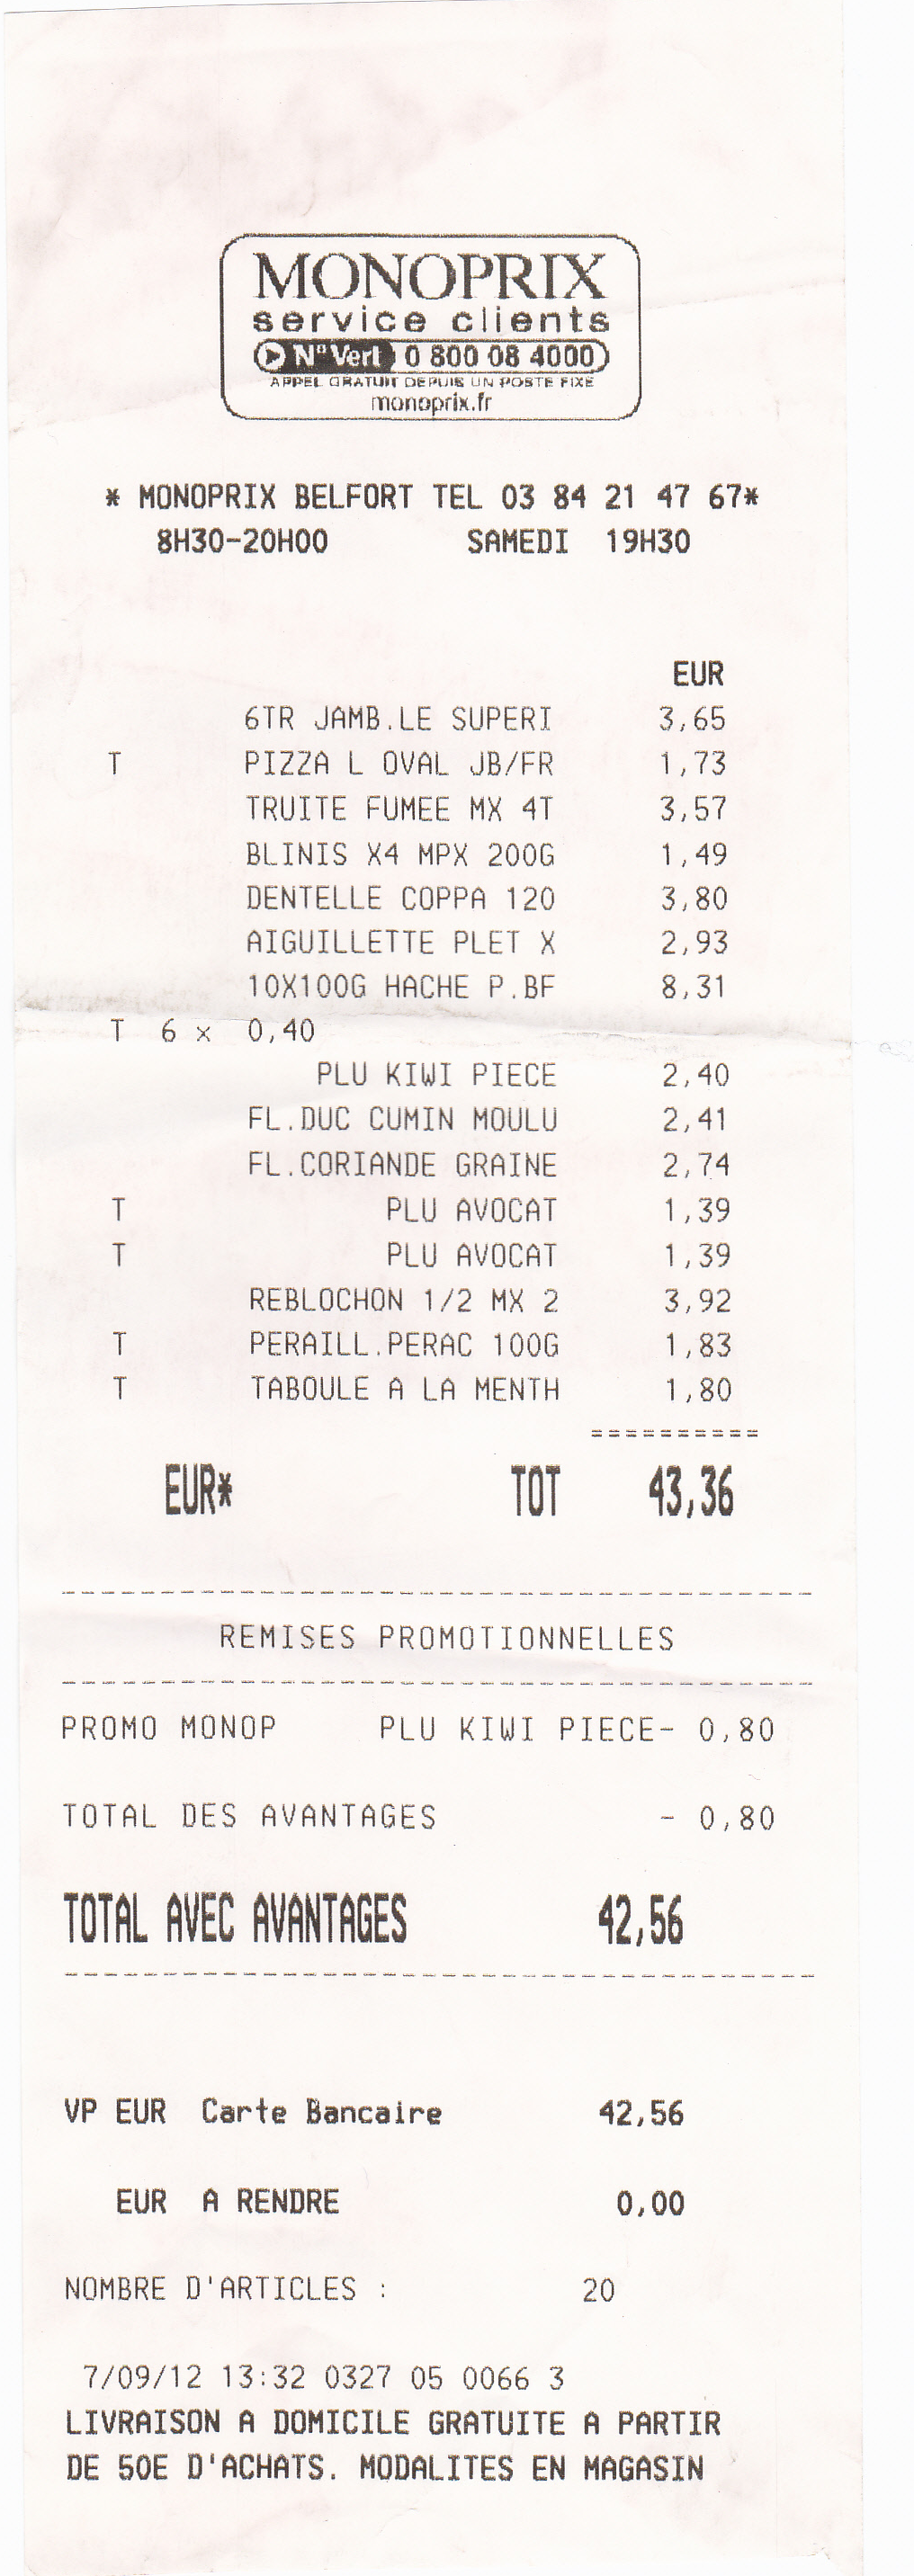 MONOPRIX
service clients
N° Vert 0 800 08 4000
APPEL GRATUIT DEPUIS UN POSTE FIXE
monoprix.fr
* MONOPRIX BELFORT TEL 03 84 21 47 67*
8H30-20H00 SAMEDI 19H30
EUR
6TR JAMB.LE SUPERI 3,65
T PIZZA L OVAL JB/FR 1,73
TRUITE FUMEE MX 4T 3,57
BLINIS X4 MPX 200G 1,49
DENTELLE COPPA 120 3,80
AIGUILLETTE PLET X 2,93
10X100G HACHE P.BF 8,31
T 6 x 0,40
PLU KIWI PIECE 2,40
FL.DUC CUMIN MOULU 2,41
FL.CORIANDE GRAINE 2,74
T PLU AVOCAT 1,39
T PLU AVOCAT 1,39
REBLOCHON 1/2 MX 2 3,92
T PERAILL.PERAC 100G 1,83
T TABOULE A LA MENTH 1,80
==========
EUR* TOT 43,36
REMISES PROMOTIONNELLES
PROMO MONOP PLU KIWI PIECE- 0,80
TOTAL DES AVANTAGES - 0,80
TOTAL AVEC AVANTAGES 42,56
VP EUR Carte Bancaire 42,56
EUR A RENDRE 0,00
NOMBRE D'ARTICLES : 20
7/09/12 13:32 0327 05 0066 3
LIVRAISON A DOMICILE GRATUITE A PARTIR
DE 50E D'ACHATS. MODALITES EN MAGASIN